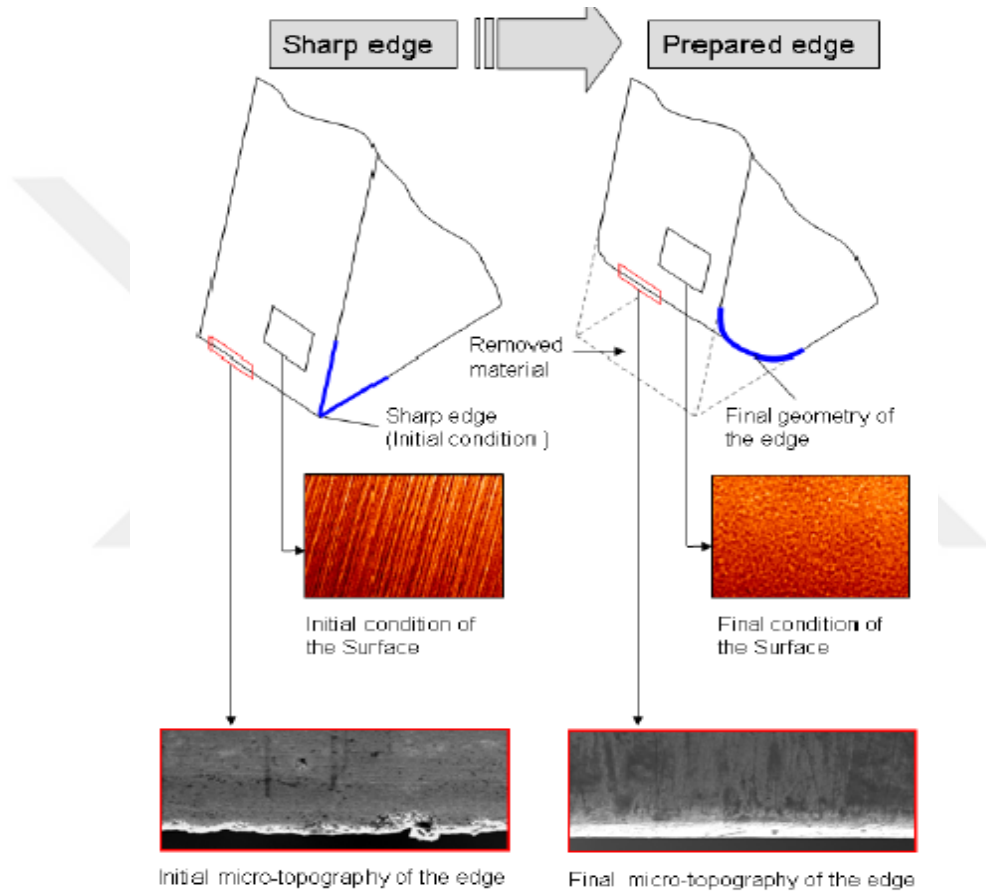 Sharp edge
Prepared edge
Removed
material
Sharp edge
(Initial condition )
Final geometry of
the edge
Initial condition of
the Surface
Final condition of
the Surface
Initial micro-topography of the edge
Final micro-topography of the edge